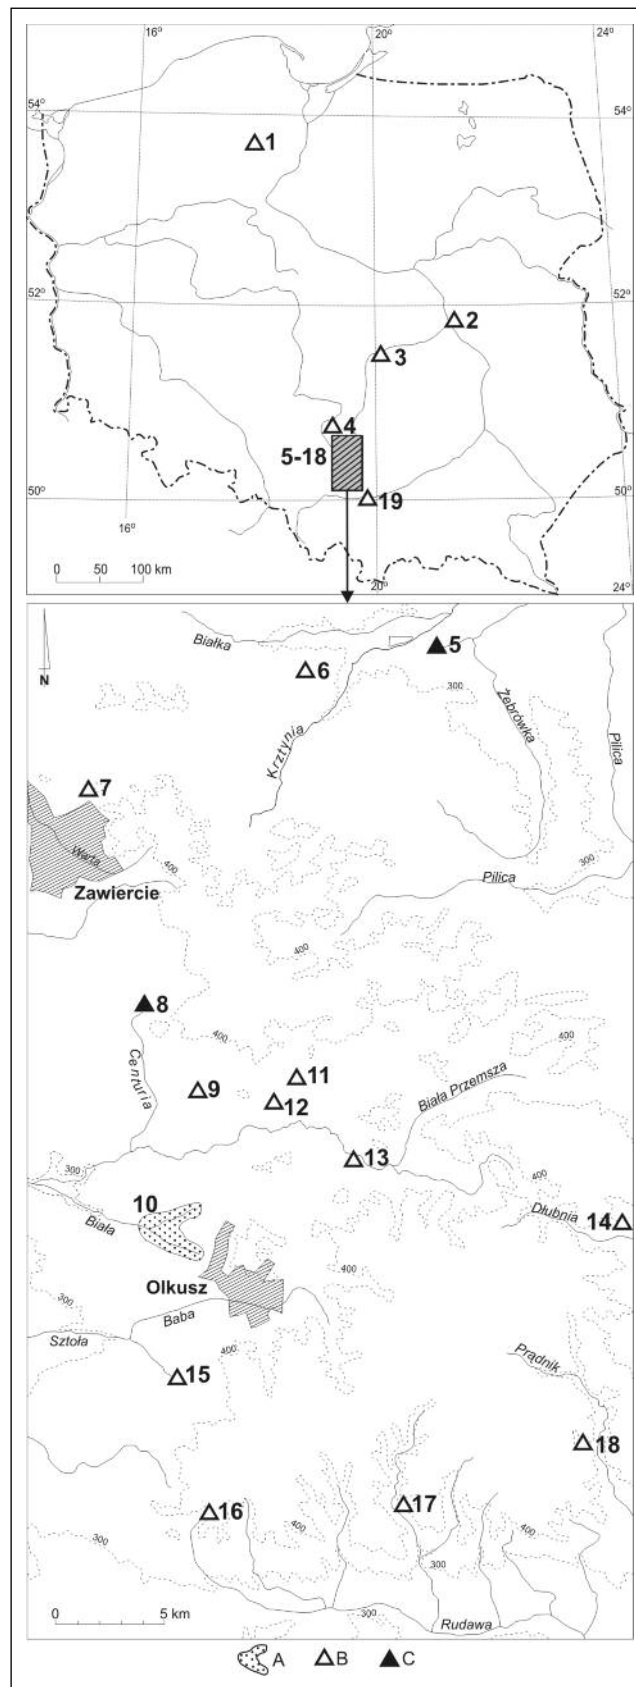 16°
20°
24°
54°
54°
1
52°
52°
2
3
4
5-18
50°
19
50°
16°
20°
24°
0 50 100 km
N
Białka
5
6
300
Krztynia
Żebrówka
Pilica
7
Warta
400
Zawiercie
300
Pilica
400
8
400
400
Centuria
11
9
12
Biała Przemsza
13
300
400
10
Biała
Dłubnia
14
400
Olkusz
300
Baba
Sztoła
400
Prądnik
15
18
16
17
400
400
300
300
0 5 km
300
Rudawa
A B C